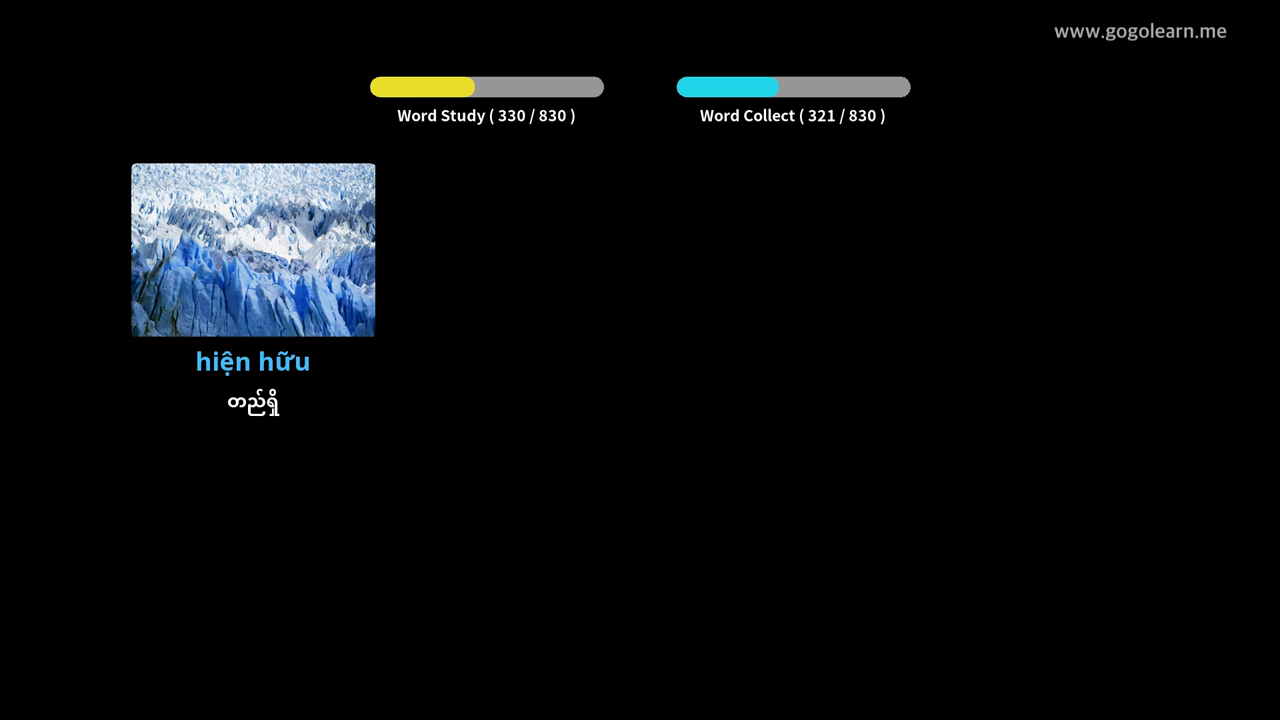 www.gogolearn.me
Word Study ( 330 / 830 )
Word Collect ( 321 / 830 )
hiện hữu
တည်ရှိ